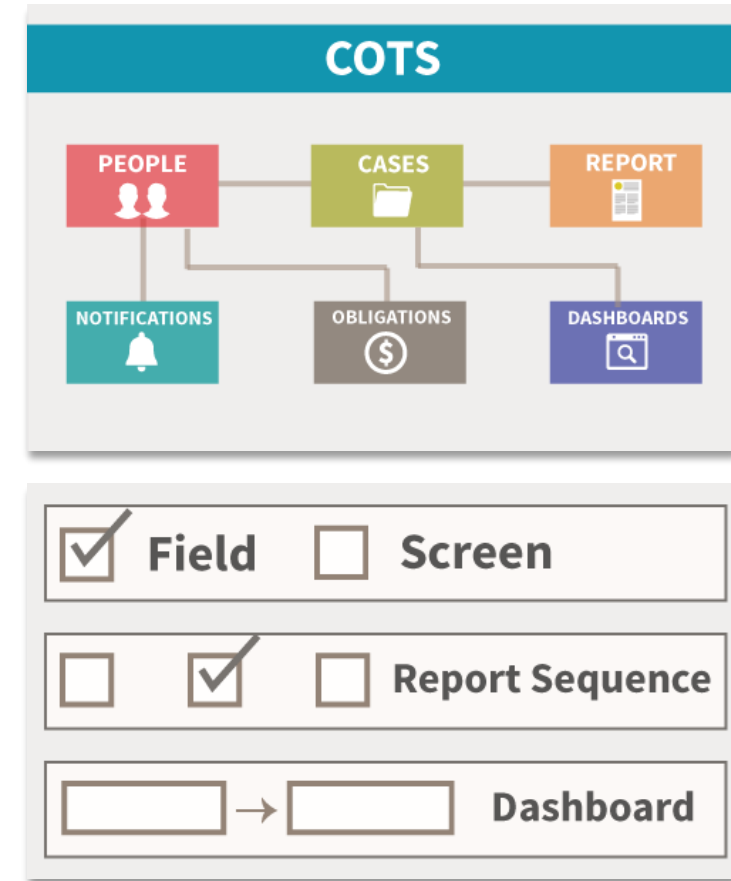 COTS
PEOPLE CASES REPORT
NOTIFICATIONS OBLIGATIONS DASHBOARDS
$
Field Screen
Report Sequence
Dashboard